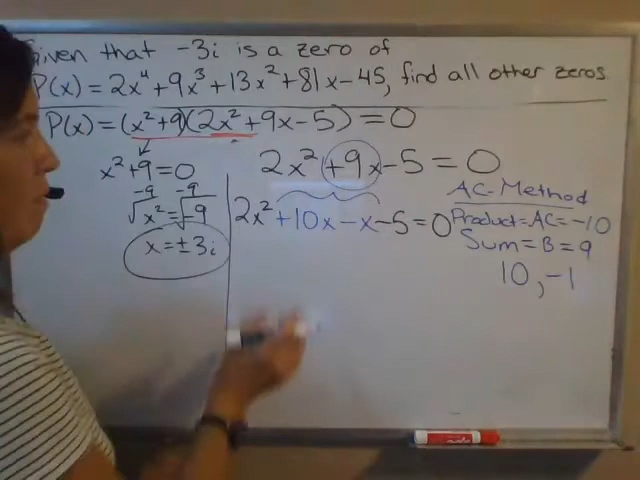 Given that -3i is a zero of
P(x) = 2x⁴ + 9x³ + 13x² + 81x - 45, find all other zeros.
P(x) = (x² + 9)(2x² + 9x - 5) = 0
x² + 9 = 0
-9 -9
√x² = √-9
x = ± 3i
2x² + 9x - 5 = 0
2x² + 10x - x - 5 = 0
AC-Method
Product = AC = -10
Sum = B = 9
10, -1